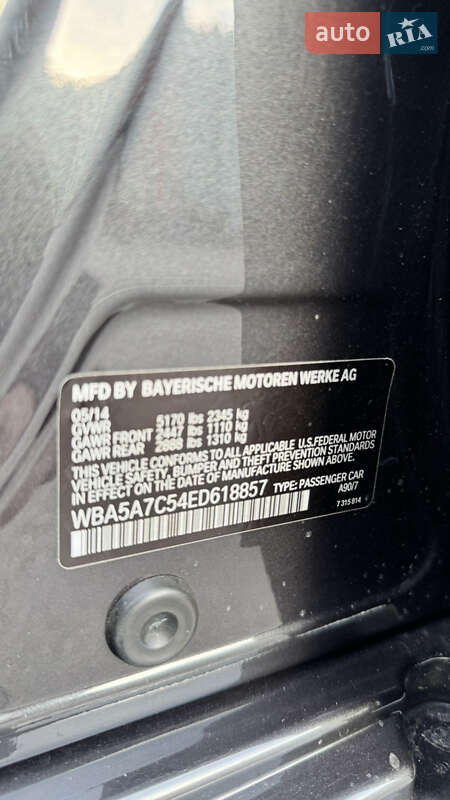 auto RIA
.com
MFD BY BAYERISCHE MOTOREN WERKE AG
05/14
GVWR 5170 lbs 2345 kg
GAWR FRONT 2447 lbs 1110 kg
GAWR REAR 2888 lbs 1310 kg
THIS VEHICLE CONFORMS TO ALL APPLICABLE U.S.FEDERAL MOTOR
VEHICLE SAFETY, BUMPER AND THEFT PREVENTION STANDARDS
IN EFFECT ON THE DATE OF MANUFACTURE SHOWN ABOVE.
WBA5A7C54ED618857 TYPE: PASSENGER CAR
A90/7
7 315 814